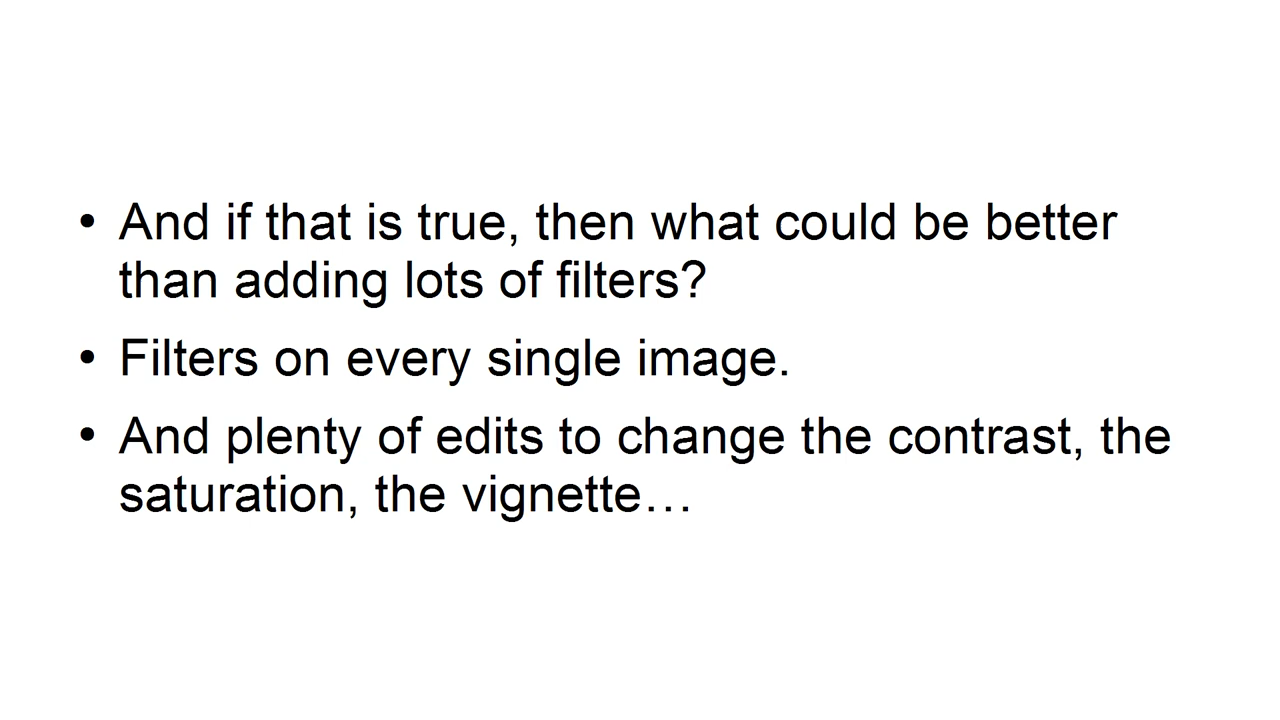 • And if that is true, then what could be better
than adding lots of filters?
• Filters on every single image.
• And plenty of edits to change the contrast, the
saturation, the vignette…